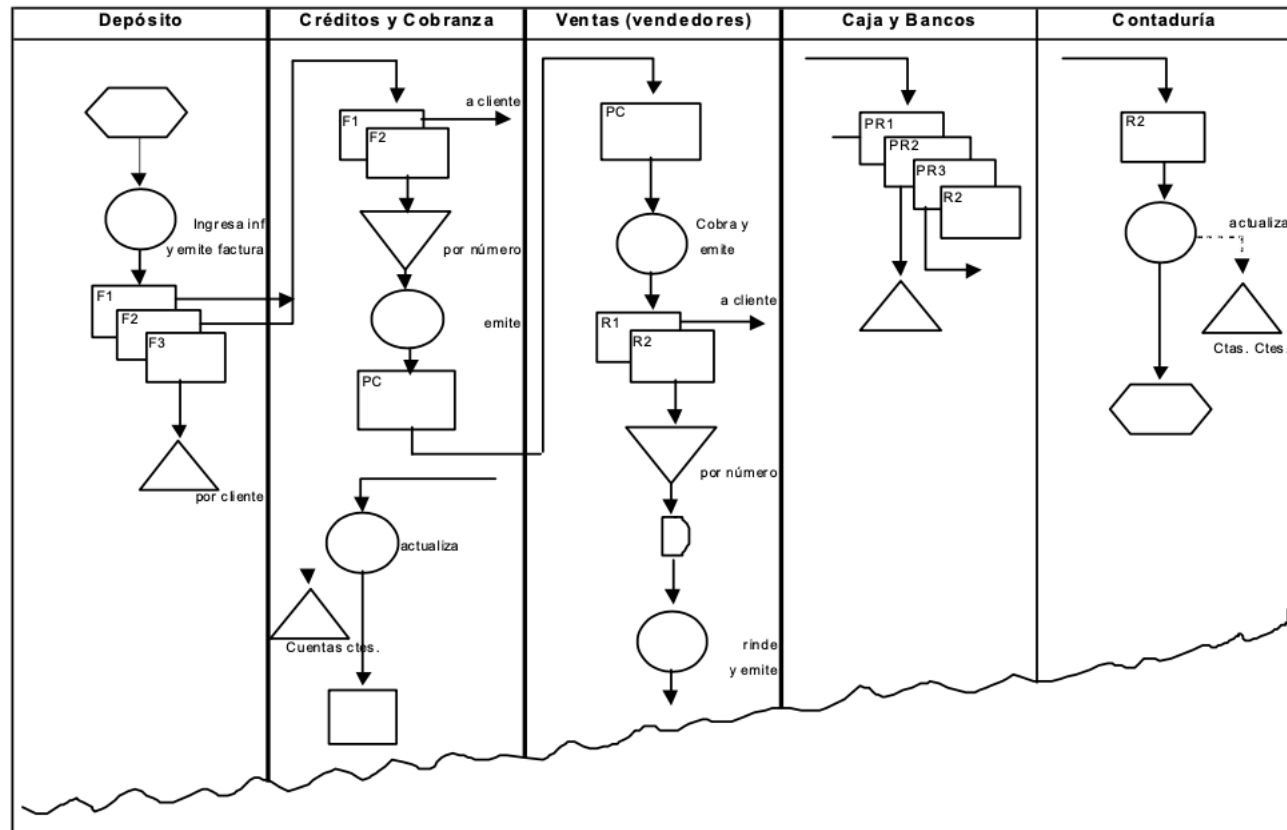 Depósito
Créditos y Cobranza
Ventas (vendedores)
Caja y Bancos
Contaduría
Ingresa inf
y emite factura
F1
F2
F3
por cliente
F1
a cliente
F2
por número
emite
PC
actualiza
Cuentas ctes.
PC
Cobra y
emite
a cliente
R1
R2
por número
rinde
y emite
PR1
PR2
PR3
R2
R2
actualiza
Ctas. Ctes.